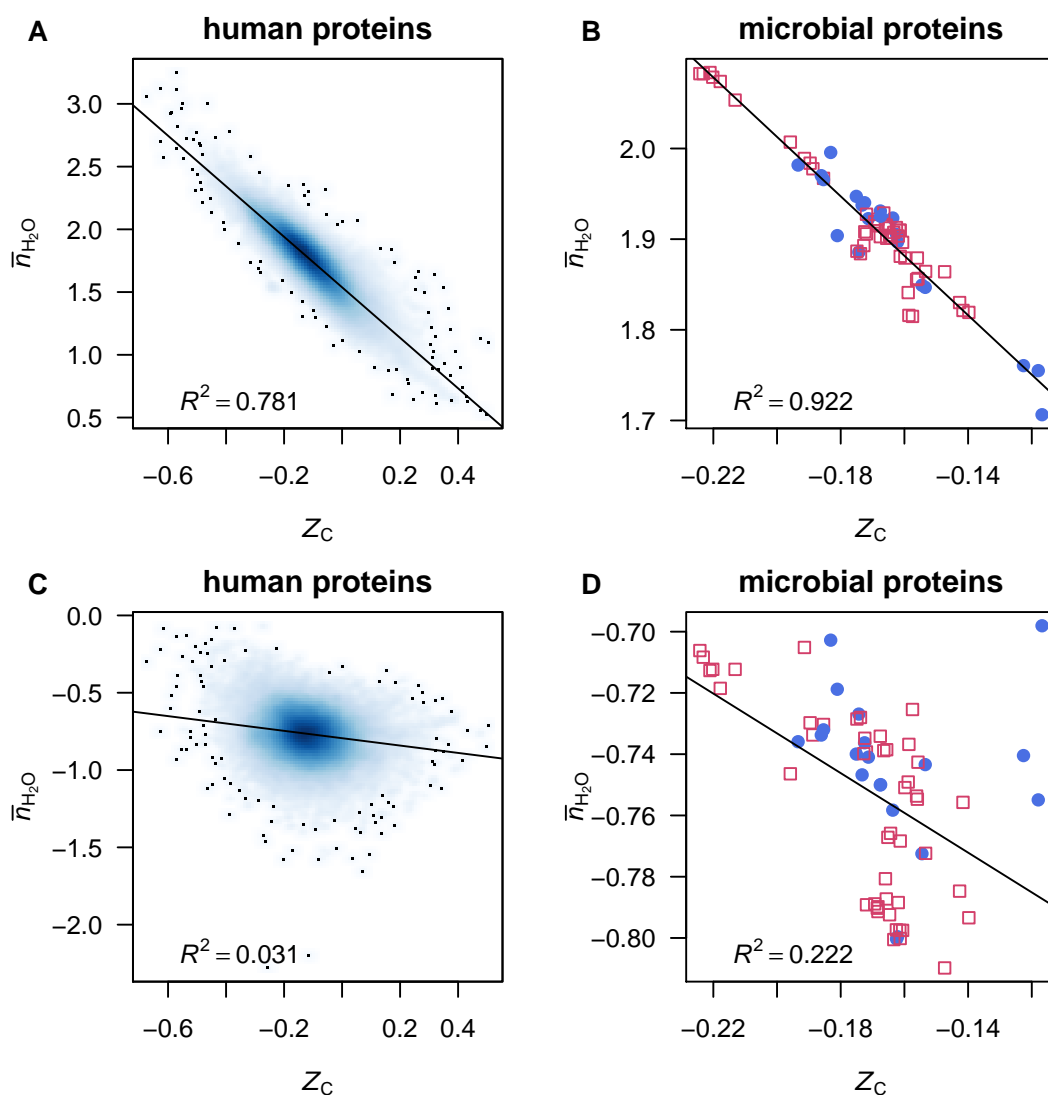 A human proteins
n̅H₂O
3.0
2.5
2.0
1.5
1.0
0.5
R² = 0.781
−0.6 −0.2 0.2 0.4
ZC
B microbial proteins
n̅H₂O
2.0
1.9
1.8
1.7
R² = 0.922
−0.22 −0.18 −0.14
ZC
C human proteins
n̅H₂O
0.0
−0.5
−1.0
−1.5
−2.0
R² = 0.031
−0.6 −0.2 0.2 0.4
ZC
D microbial proteins
n̅H₂O
−0.70
−0.72
−0.74
−0.76
−0.78
−0.80
R² = 0.222
−0.22 −0.18 −0.14
ZC